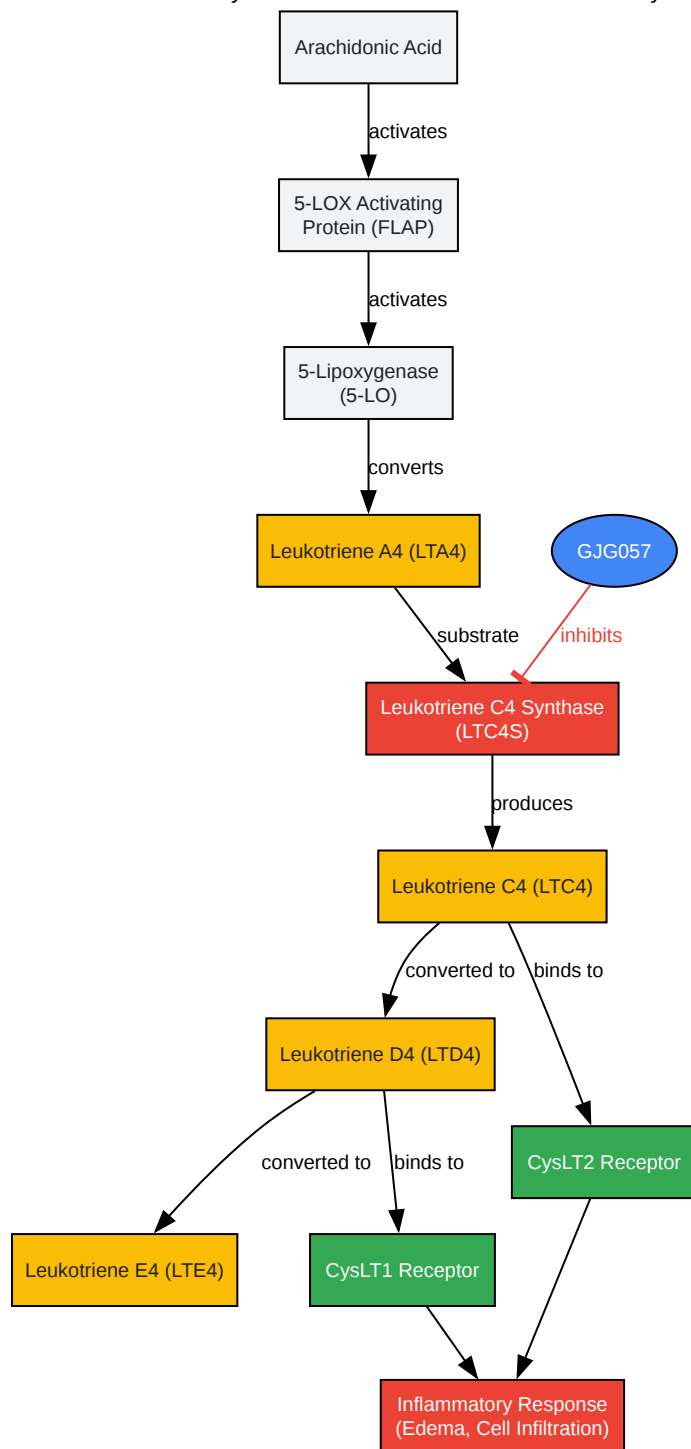 Arachidonic Acid
activates
5-LOX Activating
Protein (FLAP)
activates
5-Lipoxygenase
(5-LO)
converts
Leukotriene A4 (LTA4)
GJG057
substrate
inhibits
Leukotriene C4 Synthase
(LTC4S)
produces
Leukotriene C4 (LTC4)
converted to
binds to
Leukotriene D4 (LTD4)
converted to
binds to
CysLT2 Receptor
Leukotriene E4 (LTE4)
CysLT1 Receptor
Inflammatory Response
(Edema, Cell Infiltration)